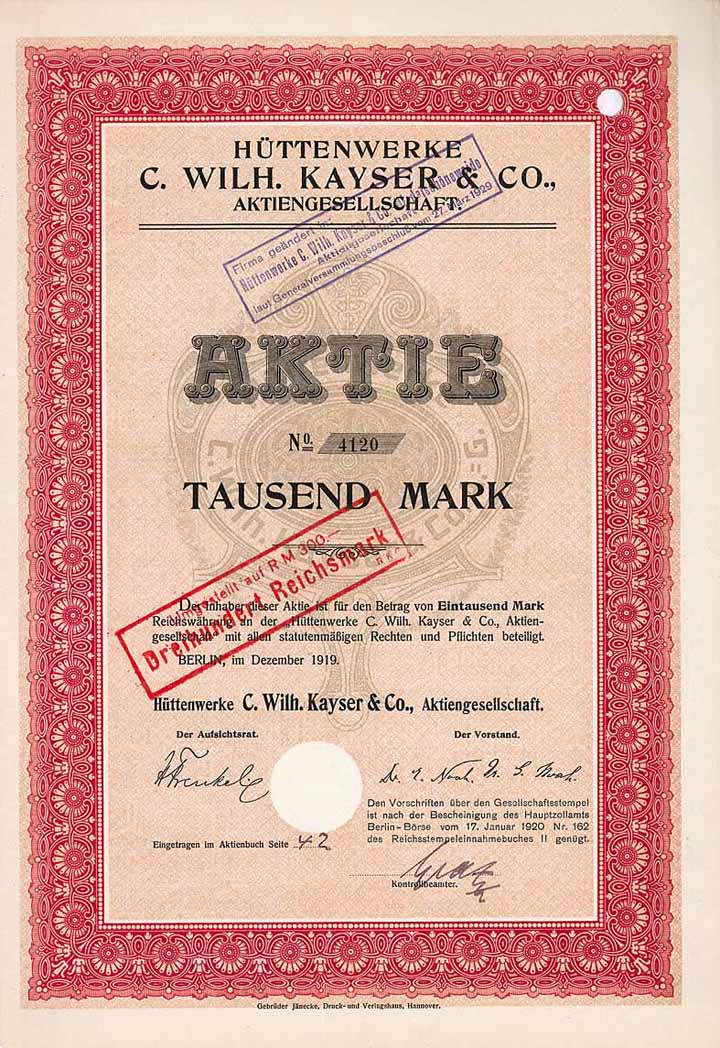 HÜTTENWERKE
C. WILH. KAYSER & CO.,
AKTIENGESELLSCHAFT.
Firma geändert in:
Hüttenwerke C. Wilh. Kayser & Co. Niederschöneweide
Aktiengesellschaft
laut Generalversammlungsbeschluß vom 27. März 1929
AKTIE
No. 4120
TAUSEND MARK
Umgestellt auf RM 300.—
Dreihundert Reichsmark
Der Inhaber dieser Aktie ist für den Betrag von Eintausend Mark
Reichswährung an der „Hüttenwerke C. Wilh. Kayser & Co., Aktien-
gesellschaft" mit allen statutenmäßigen Rechten und Pflichten beteiligt.
BERLIN, im Dezember 1919.
Hüttenwerke C. Wilh. Kayser & Co., Aktiengesellschaft.
Der Aufsichtsrat.
Der Vorstand.
Den Vorschriften über den Gesellschaftsstempel
ist nach der Bescheinigung des Hauptzollamts
Berlin-Börse vom 17. Januar 1920 Nr. 162
des Reichsstempeleinnahmebuches II genügt.
Eingetragen im Aktienbuch Seite 42
Kontrollbeamter.
Gebrüder Jänecke, Druck- und Verlagshaus, Hannover.